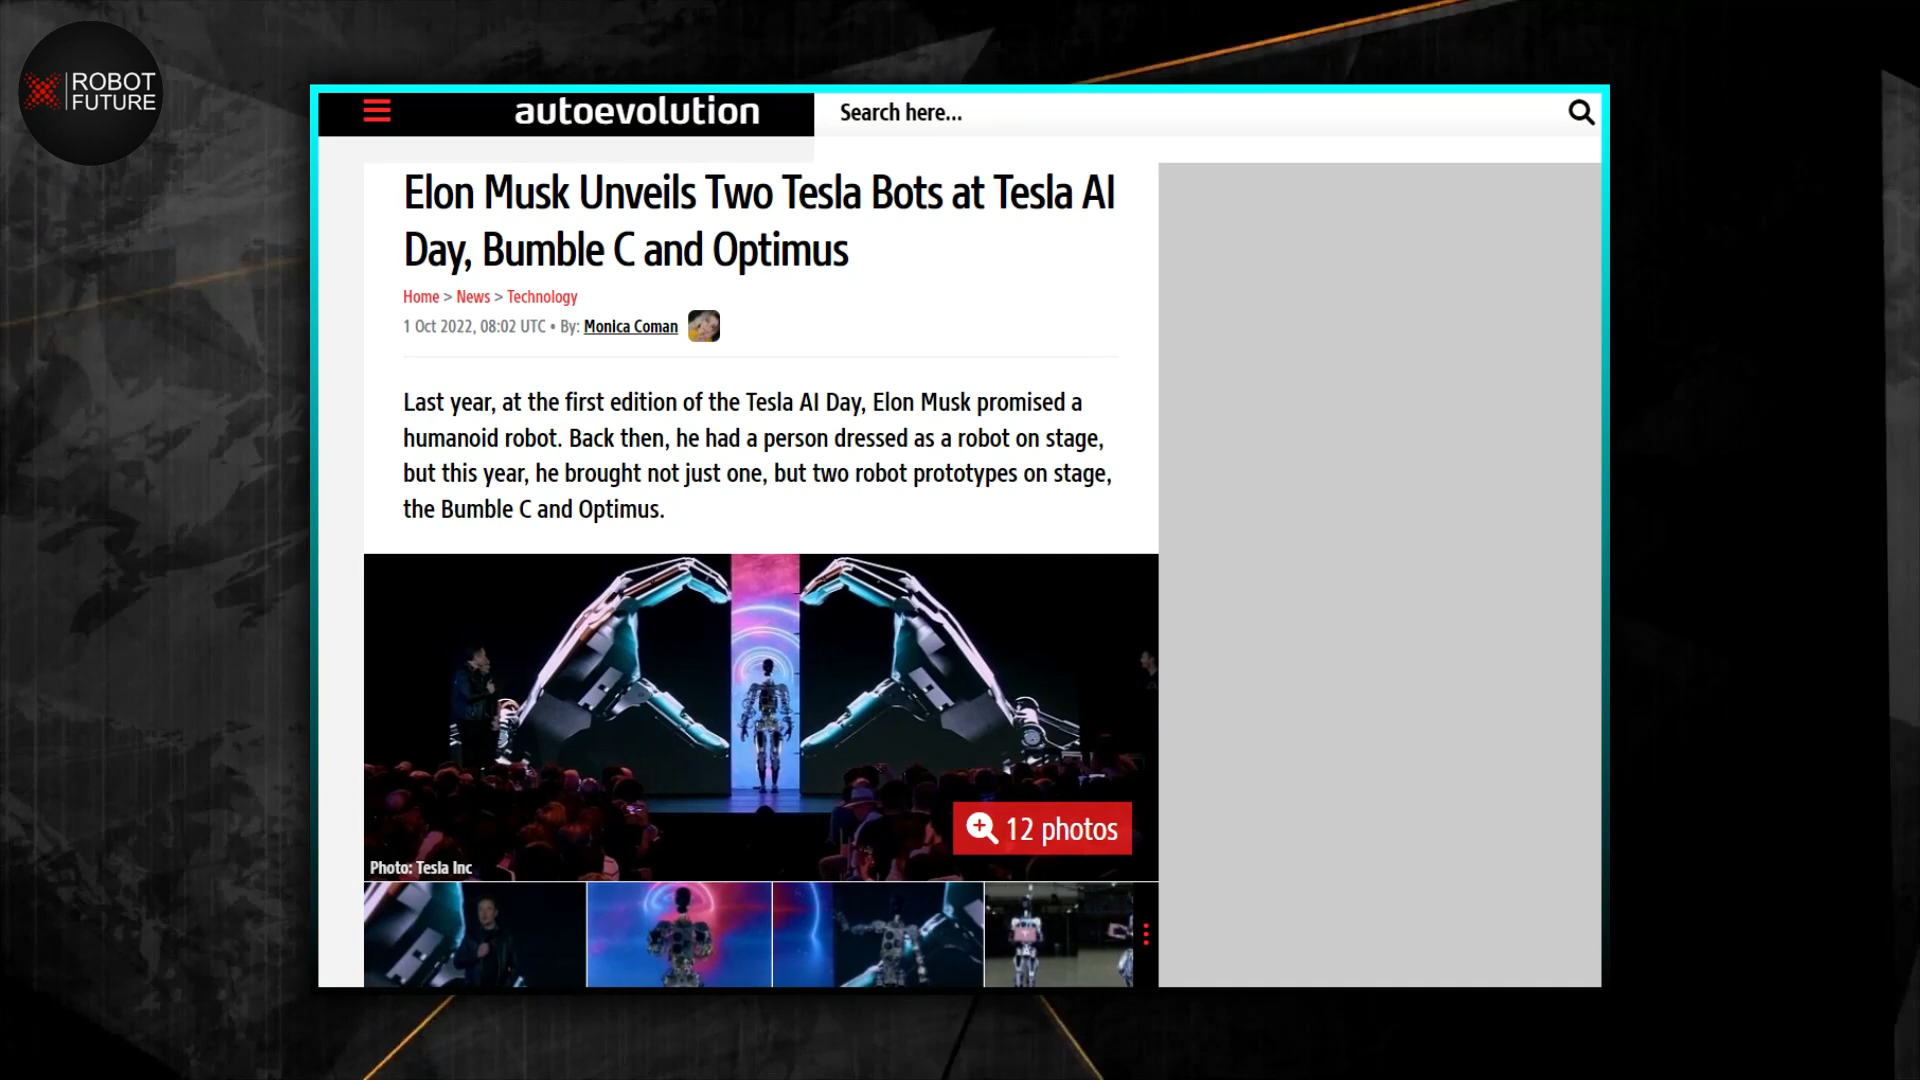 ROBOT
FUTURE
autoevolution
Search here...
Elon Musk Unveils Two Tesla Bots at Tesla AI
Day, Bumble C and Optimus
Home > News > Technology
1 Oct 2022, 08:02 UTC • By: Monica Coman
Last year, at the first edition of the Tesla AI Day, Elon Musk promised a
humanoid robot. Back then, he had a person dressed as a robot on stage,
but this year, he brought not just one, but two robot prototypes on stage,
the Bumble C and Optimus.
12 photos
Photo: Tesla Inc